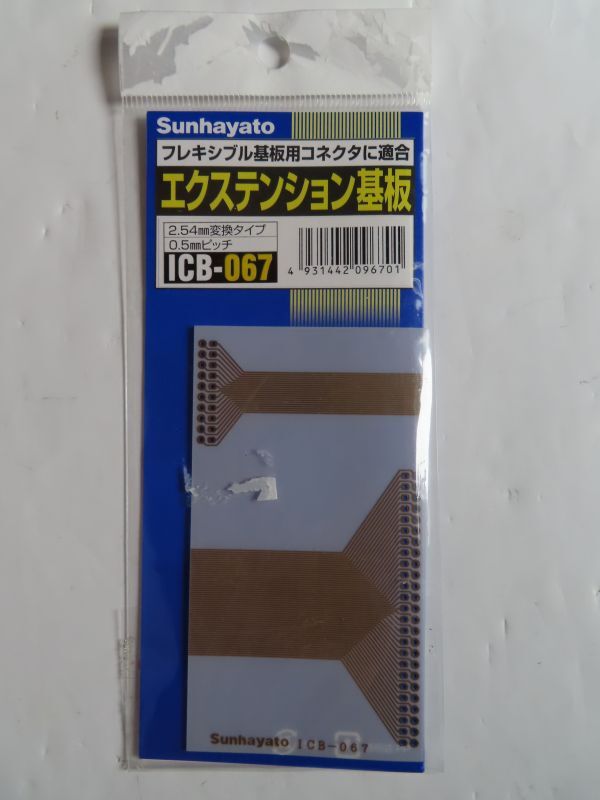 Sunhayato
フレキシブル基板用コネクタに適合
エクステンション基板
2.54mm変換タイプ
0.5mmピッチ
ICB-067
4 931442 096701
Sunhayato ICB-067